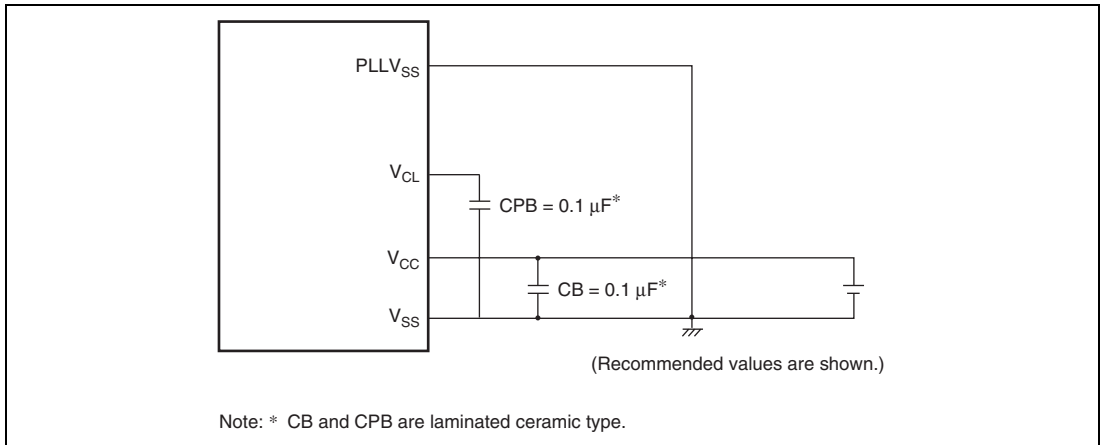 PLLVSS
VCL
CPB = 0.1 μF*
VCC
CB = 0.1 μF*
VSS
(Recommended values are shown.)
Note: * CB and CPB are laminated ceramic type.